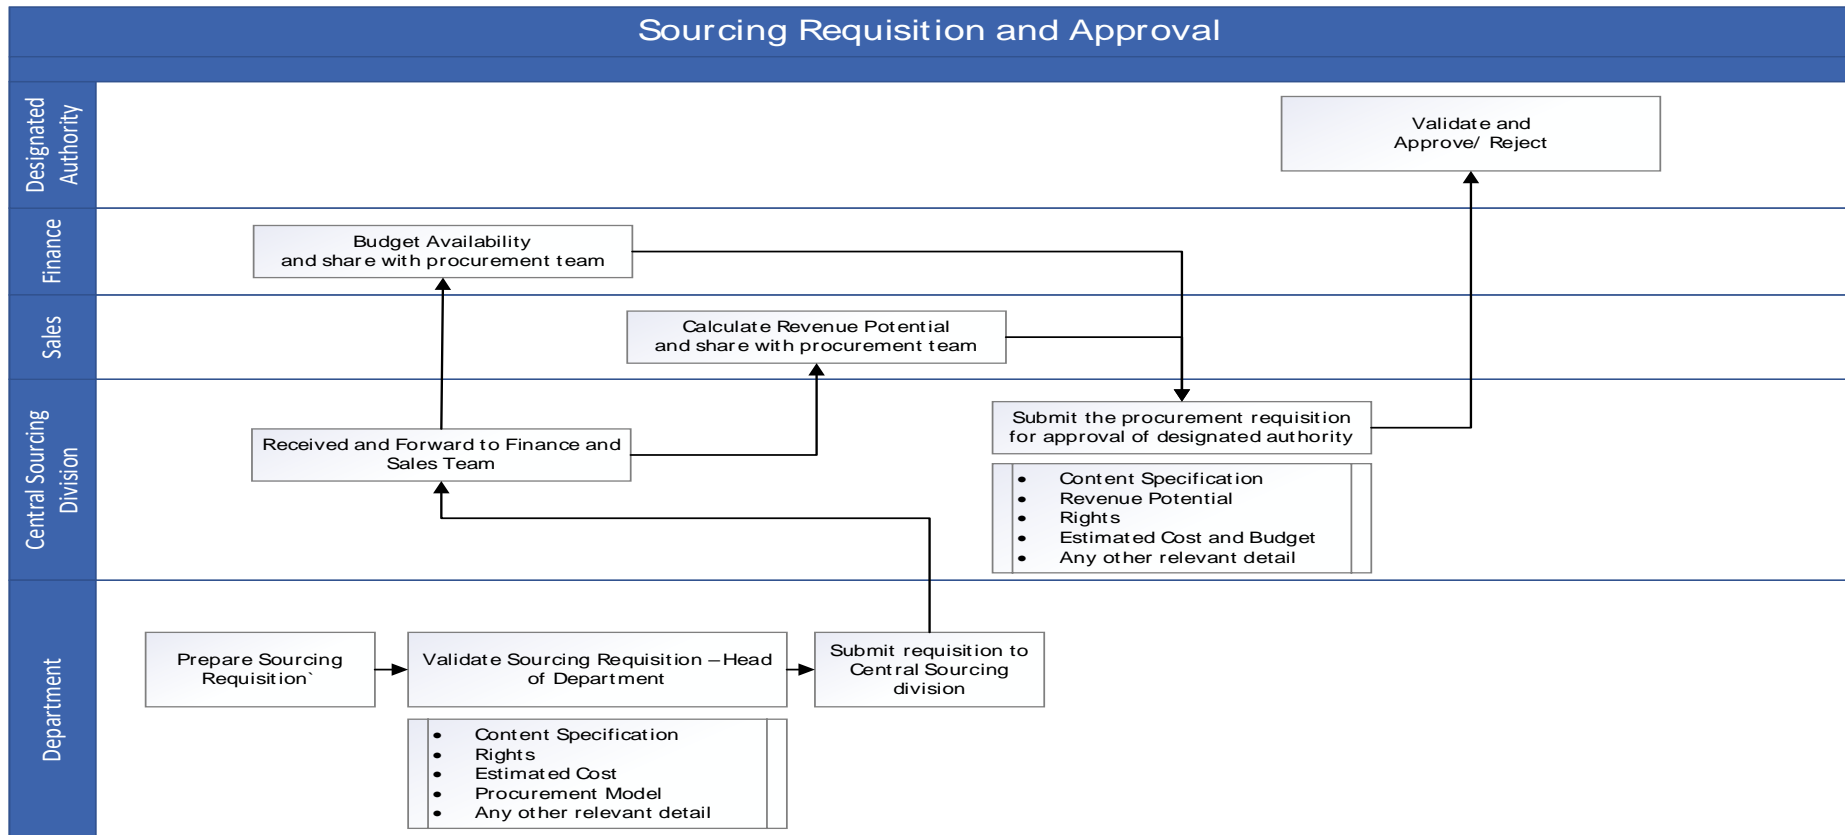 Sourcing Requisition and Approval
Designated
Authority
Validate and
Approve/ Reject
Finance
Budget Availability
and share with procurement team
Sales
Calculate Revenue Potential
and share with procurement team
Central Sourcing
Division
Received and Forward to Finance and
Sales Team
Submit the procurement requisition
for approval of designated authority
• Content Specification
• Revenue Potential
• Rights
• Estimated Cost and Budget
• Any other relevant detail
Department
Prepare Sourcing
Requisition`
Validate Sourcing Requisition – Head
of Department
Submit requisition to
Central Sourcing
division
• Content Specification
• Rights
• Estimated Cost
• Procurement Model
• Any other relevant detail